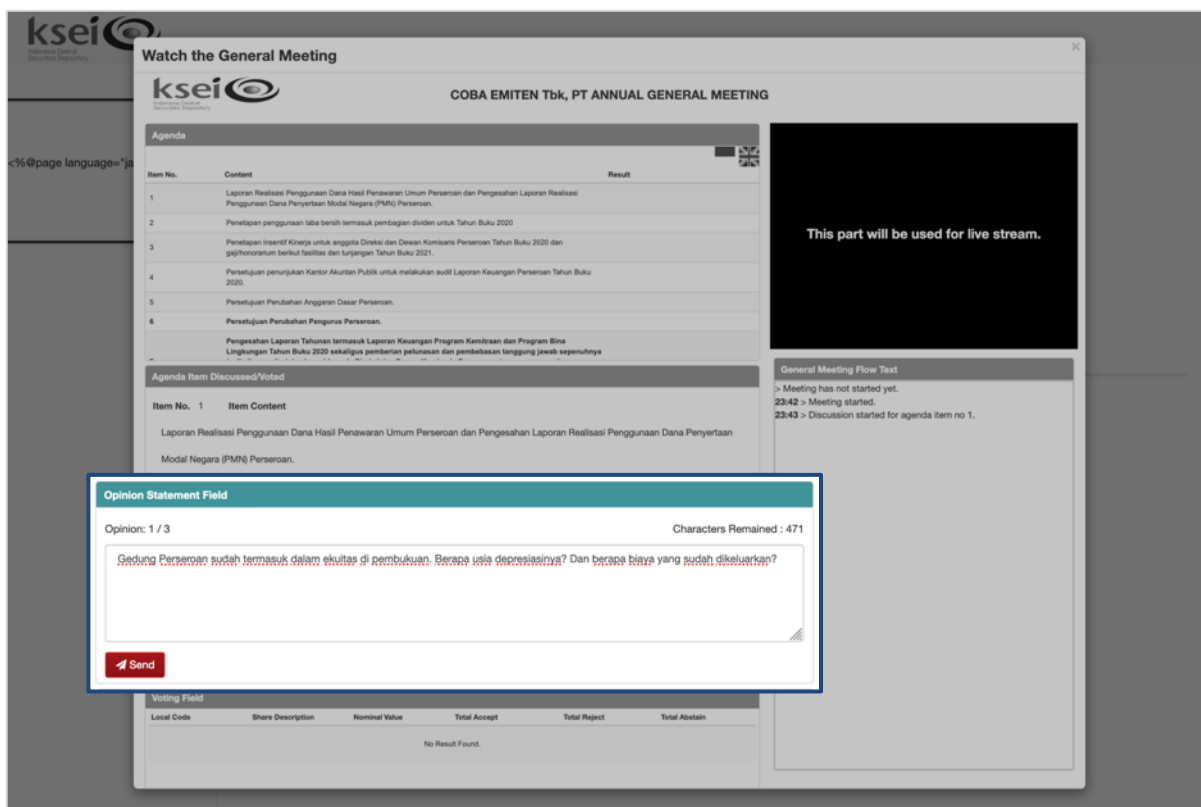 ksei
Indonesia Central
Securities Depository
<%@page language="ja
Watch the General Meeting
×
ksei
Indonesia Central
Securities Depository
COBA EMITEN Tbk, PT ANNUAL GENERAL MEETING
Agenda
Item No. Content Result
1 Laporan Realisasi Penggunaan Dana Hasil Penawaran Umum Perseroan dan Pengesahan Laporan Realisasi
Penggunaan Dana Penyertaan Modal Negara (PMN) Perseroan.
2 Penetapan penggunaan laba bersih termasuk pembagian dividen untuk Tahun Buku 2020
3 Penetapan Insentif Kinerja untuk anggota Direksi dan Dewan Komisaris Perseroan Tahun Buku 2020 dan
gaji/honorarium berikut fasilitas dan tunjangan Tahun Buku 2021.
4 Persetujuan penunjukan Kantor Akuntan Publik untuk melakukan audit Laporan Keuangan Perseroan Tahun Buku
2020.
5 Persetujuan Perubahan Anggaran Dasar Perseroan.
6 Persetujuan Perubahan Pengurus Perseroan.
Pengesahan Laporan Tahunan termasuk Laporan Keuangan Program Kemitraan dan Program Bina
Lingkungan Tahun Buku 2020 sekaligus pemberian pelunasan dan pembebasan tanggung jawab sepenuhnya
This part will be used for live stream.
Agenda Item Discussed/Voted
Item No. 1 Item Content
Laporan Realisasi Penggunaan Dana Hasil Penawaran Umum Perseroan dan Pengesahan Laporan Realisasi Penggunaan Dana Penyertaan
Modal Negara (PMN) Perseroan.
General Meeting Flow Text
> Meeting has not started yet.
23:42 > Meeting started.
23:43 > Discussion started for agenda item no 1.
Opinion Statement Field
Opinion: 1 / 3 Characters Remained : 471
Gedung Perseroan sudah termasuk dalam ekuitas di pembukuan. Berapa usia depresiasinya? Dan berapa biaya yang sudah dikeluarkan?
Send
Voting Field
Local Code Share Description Nominal Value Total Accept Total Reject Total Abstain
No Result Found.